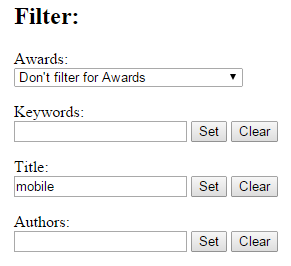 Filter:
Awards:
Don't filter for Awards
Keywords:
Set Clear
Title:
mobile Set Clear
Authors:
Set Clear